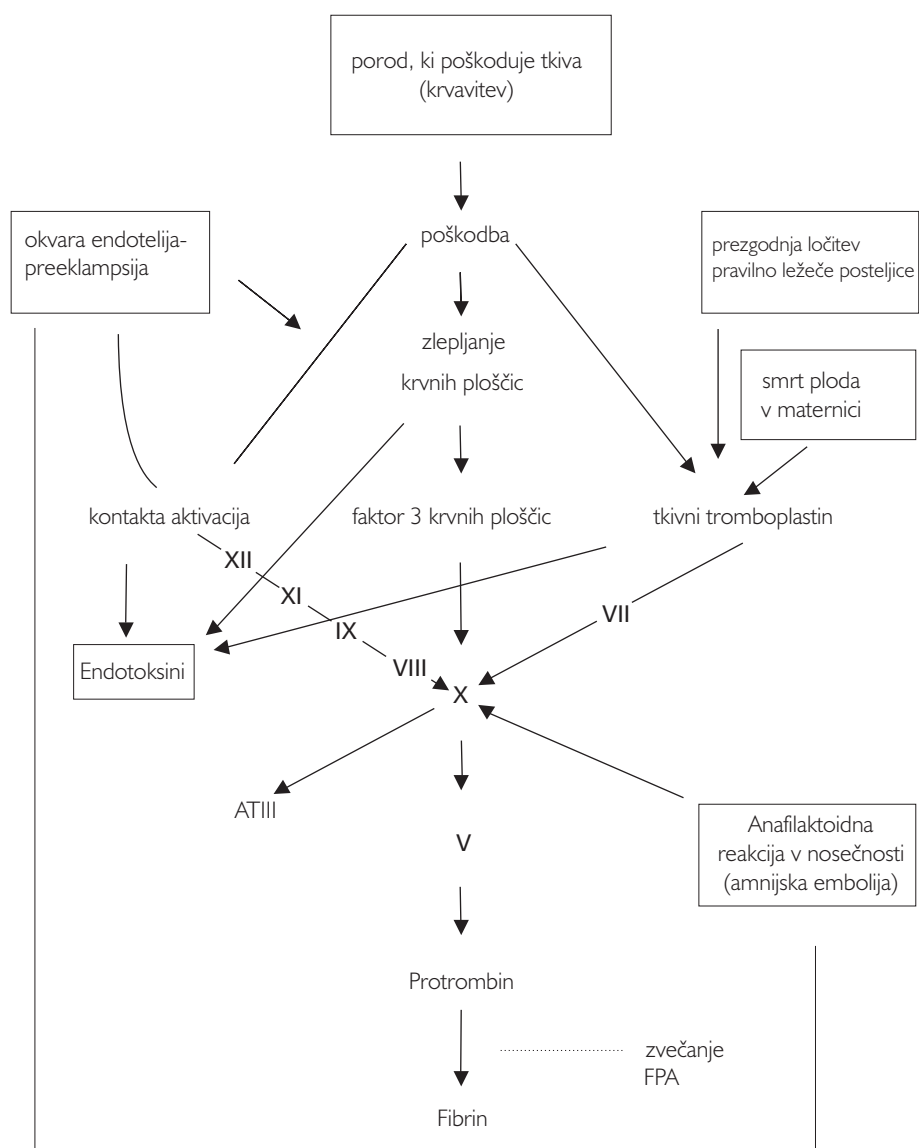 porod, ki poškoduje tkiva
(krvavitev)
okvara endotelija-
preeklampsija
poškodba
prezgodnja ločitev
pravilno ležeče posteljice
zlepljanje
krvnih ploščic
smrt ploda
v maternici
kontakta aktivacija
faktor 3 krvnih ploščic
tkivni tromboplastin
XII
XI
IX
VIII
VII
Endotoksini
X
ATIII
V
Anafilaktoidna
reakcija v nosečnosti
(amnijska embolija)
Protrombin
zvečanje
FPA
Fibrin